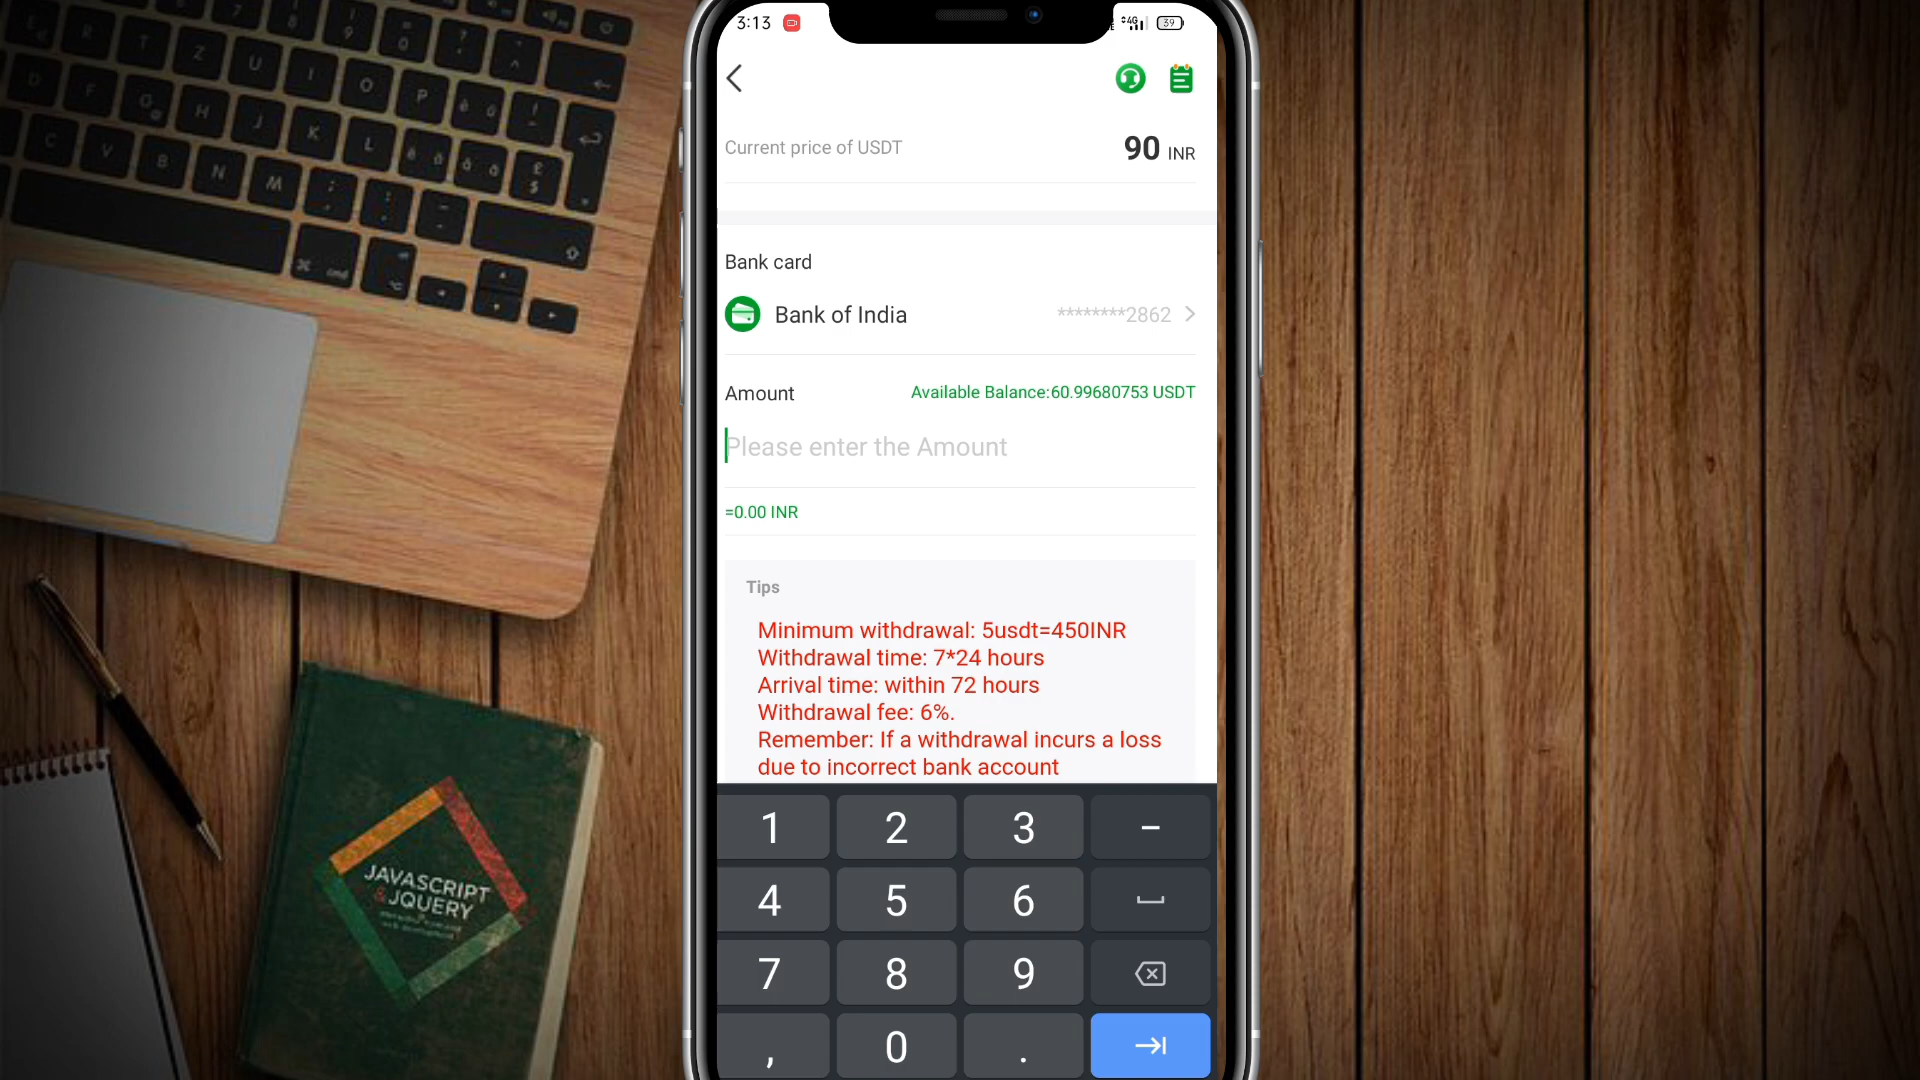 3:13
4G
39
Current price of USDT
90 INR
Bank card
Bank of India
********2862
Amount
Available Balance:60.99680753 USDT
Please enter the Amount
=0.00 INR
Tips
Minimum withdrawal: 5usdt=450INR
Withdrawal time: 7*24 hours
Arrival time: within 72 hours
Withdrawal fee: 6%.
Remember: If a withdrawal incurs a loss
due to incorrect bank account
1 2 3 -
4 5 6
7 8 9
, 0 .
JAVASCRIPT
& JQUERY
R T Z U I O P
D F G H J K L
C V B N M
cmd